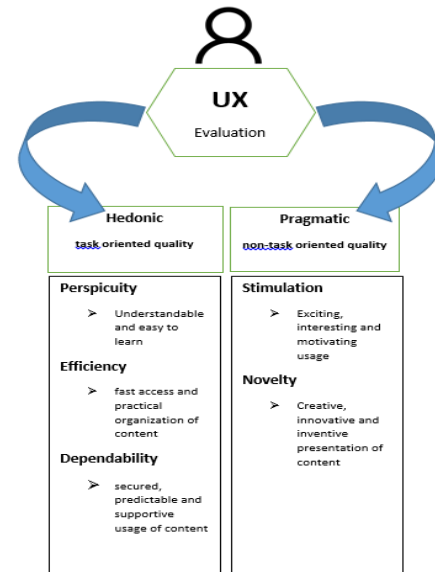 UX
Evaluation
Hedonic
task oriented quality
Pragmatic
non-task oriented quality
Perspicuity
➢ Understandable
and easy to
learn
Efficiency
➢ fast access and
practical
organization of
content
Dependability
➢ secured,
predictable and
supportive
usage of content
Stimulation
➢ Exciting,
interesting and
motivating
usage
Novelty
➢ Creative,
innovative and
inventive
presentation of
content